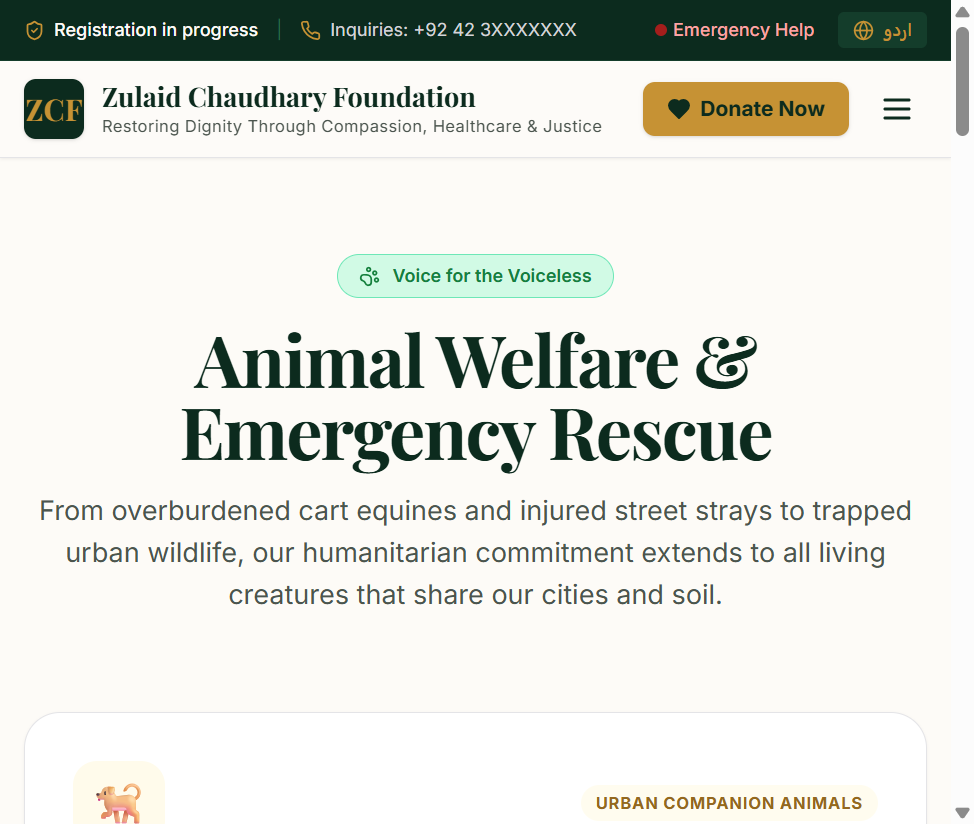 Registration in progress
Inquiries: +92 42 3XXXXXXX
Emergency Help
اردو
ZCF
Zulaid Chaudhary Foundation
Restoring Dignity Through Compassion, Healthcare & Justice
Donate Now
Voice for the Voiceless
Animal Welfare &
Emergency Rescue
From overburdened cart equines and injured street strays to trapped
urban wildlife, our humanitarian commitment extends to all living
creatures that share our cities and soil.
URBAN COMPANION ANIMALS